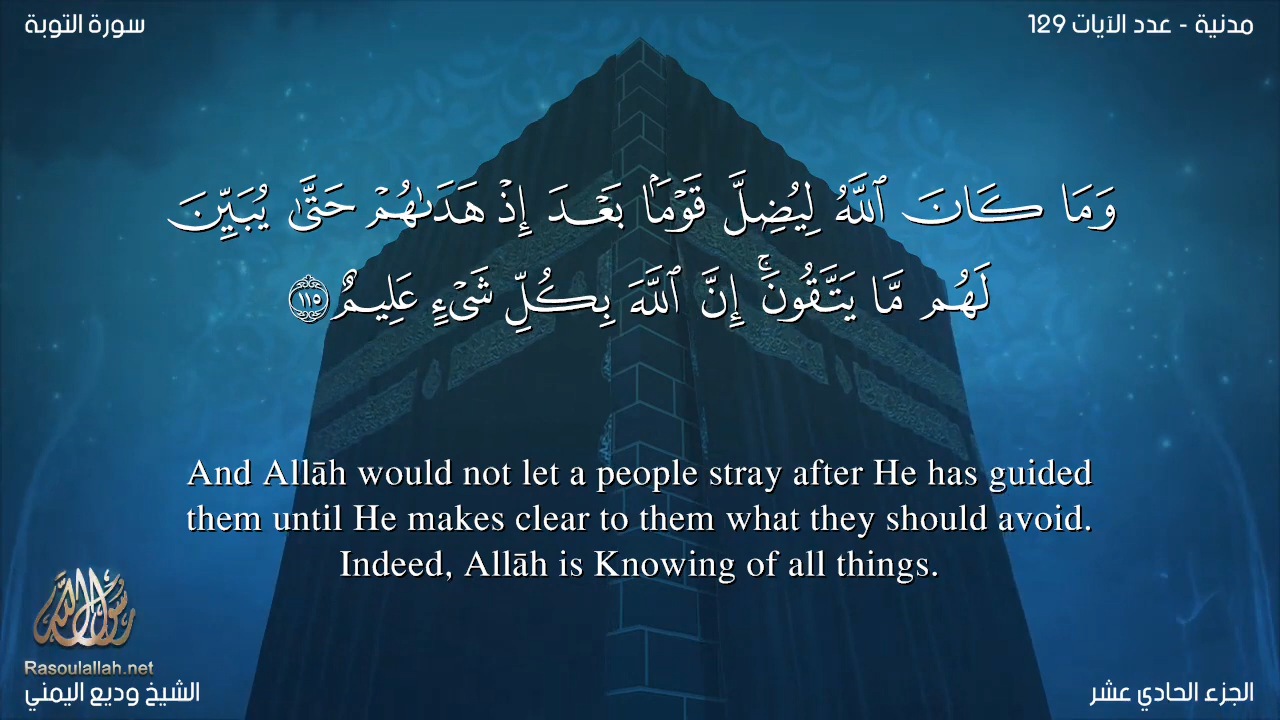 سورة التوبة
مدنية - عدد الآيات 129
وَمَا كَانَ ٱللَّهُ لِيُضِلَّ قَوْمًۢا بَعْدَ إِذْ هَدَىٰهُمْ حَتَّىٰ يُبَيِّنَ
لَهُم مَّا يَتَّقُونَ ۚ إِنَّ ٱللَّهَ بِكُلِّ شَىْءٍ عَلِيمٌ ١١٥
And Allāh would not let a people stray after He has guided
them until He makes clear to them what they should avoid.
Indeed, Allāh is Knowing of all things.
رسول الله
Rasoulallah.net
الشيخ وديع اليمني
الجزء الحادي عشر